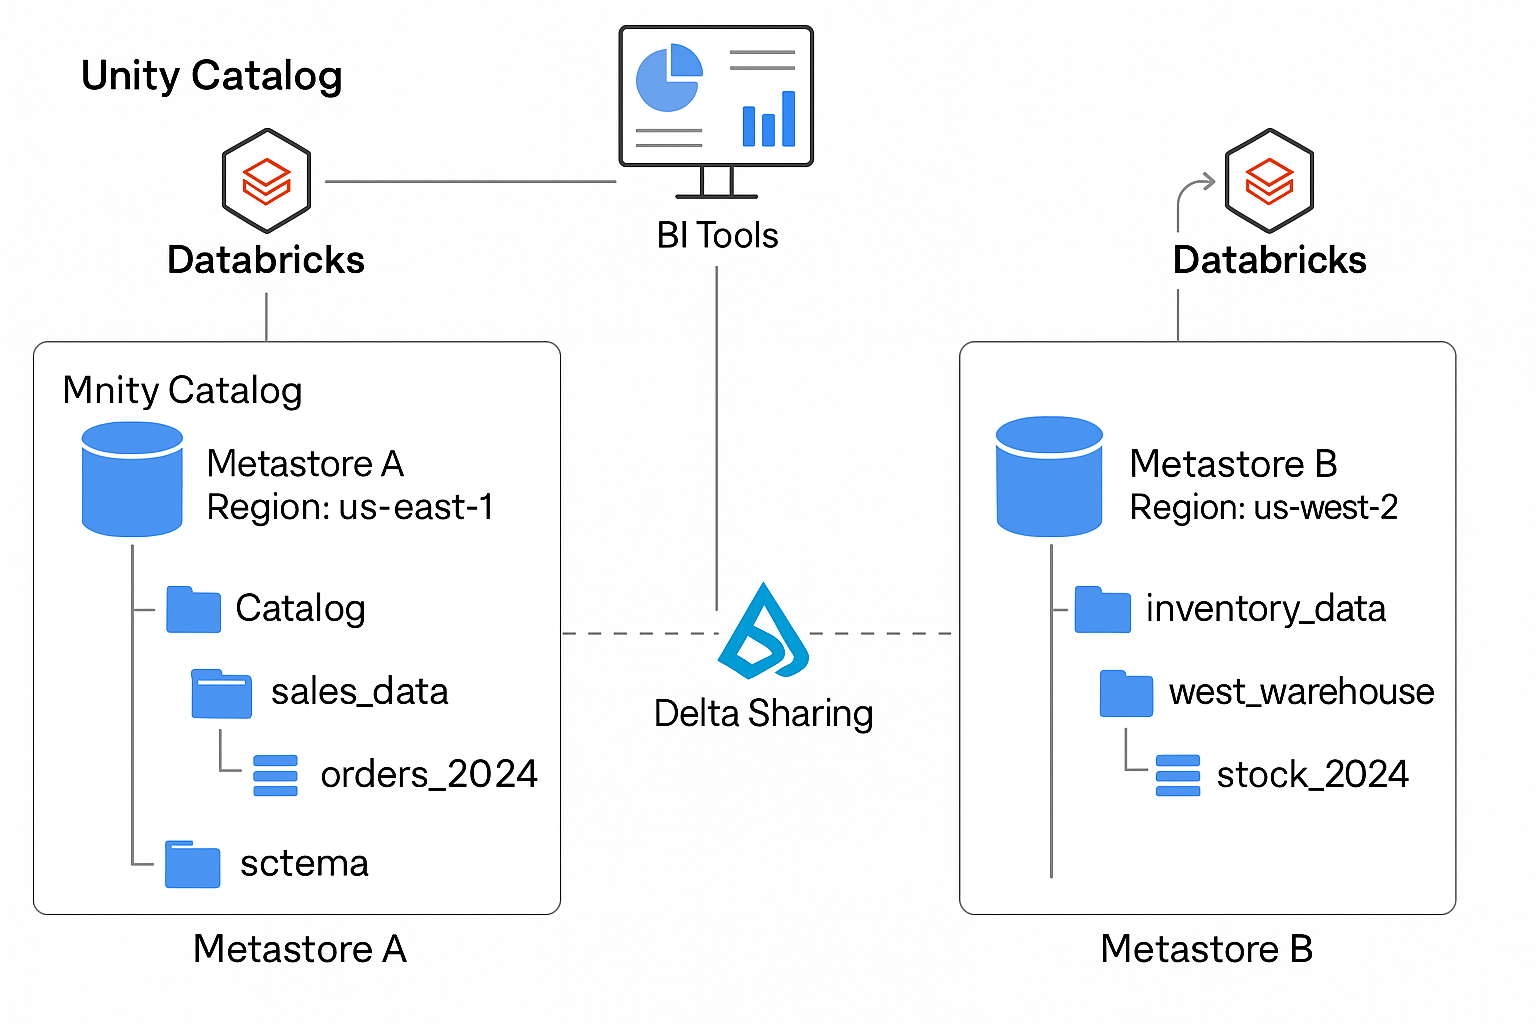 Unity Catalog
Databricks
BI Tools
Databricks
Mnity Catalog
Metastore A
Region: us-east-1
Catalog
sales_data
orders_2024
sctema
Metastore A
Delta Sharing
Metastore B
Region: us-west-2
inventory_data
west_warehouse
stock_2024
Metastore B